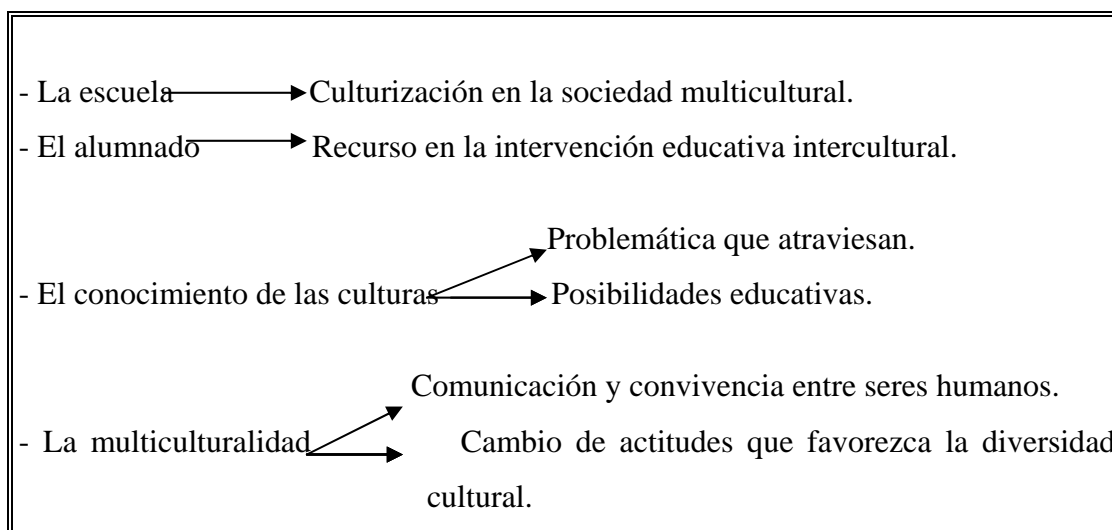 - La escuela Culturización en la sociedad multicultural.
- El alumnado Recurso en la intervención educativa intercultural.
Problemática que atraviesan.
- El conocimiento de las culturas Posibilidades educativas.
Comunicación y convivencia entre seres humanos.
- La multiculturalidad Cambio de actitudes que favorezca la diversidad
cultural.